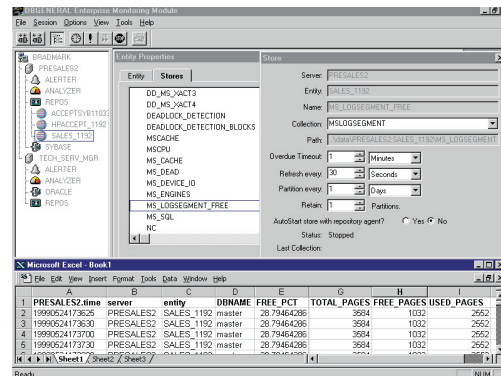 DBGENERAL Enterprise Monitoring Module
File Session Options View Tools Help
BRADMARK
PRESALES2
ALERTER
ANALYZER
REPOS
HPACCEPT_1192
SALES_1192
SYBASE
TECH_SERV_MGR
ALERTER
ANALYZER
ORACLE
REPOS
Entity Properties
Entity Stores
DD_MS_XACT3
DD_MS_XACT4
DEADLOCK_DETECTION
DEADLOCK_DETECTION_BLOCKS
MSCACHE
MSCPU
MS_CACHE
MS_DEAD
MS_DEVICE_IO
MS_ENGINES
MS_LOGSEGMENT_FREE
MS_SQL
NC
Store
Server: PRESALES2
Entity: SALES_1192
Name: MS_LOGSEGMENT_FREE
Collection: MSLOGSEGMENT
Path: .\data\PRESALES2.SALES_1192\MS_LOGSEGMENT
Overdue Timeout: 1 Minutes
Refresh every: 30 Seconds
Partition every: 1 Days
Retain: 1 Partitions.
AutoStart store with repository agent? Yes No
Status: Stopped
Last Collection:
Microsoft Excel - Book1
File Edit View Insert Format Tools Data Window Help
A B C D E G H I
1 PRESALES2.time server entity DBNAME FREE_PCT TOTAL_PAGES FREE_PAGES USED_PAGES
2 19990524173625 PRESALES2 SALES_1192 master 28.79464286 3584 1032 2552
3 19990524173630 PRESALES2 SALES_1192 master 28.79464286 3584 1032 2552
4 19990524173700 PRESALES2 SALES_1192 master 28.79464286 3584 1032 2552
5 19990524173730 PRESALES2 SALES_1192 master 28.79464286 3584 1032 2552
Sheet1 Sheet2 Sheet3
Ready NUM